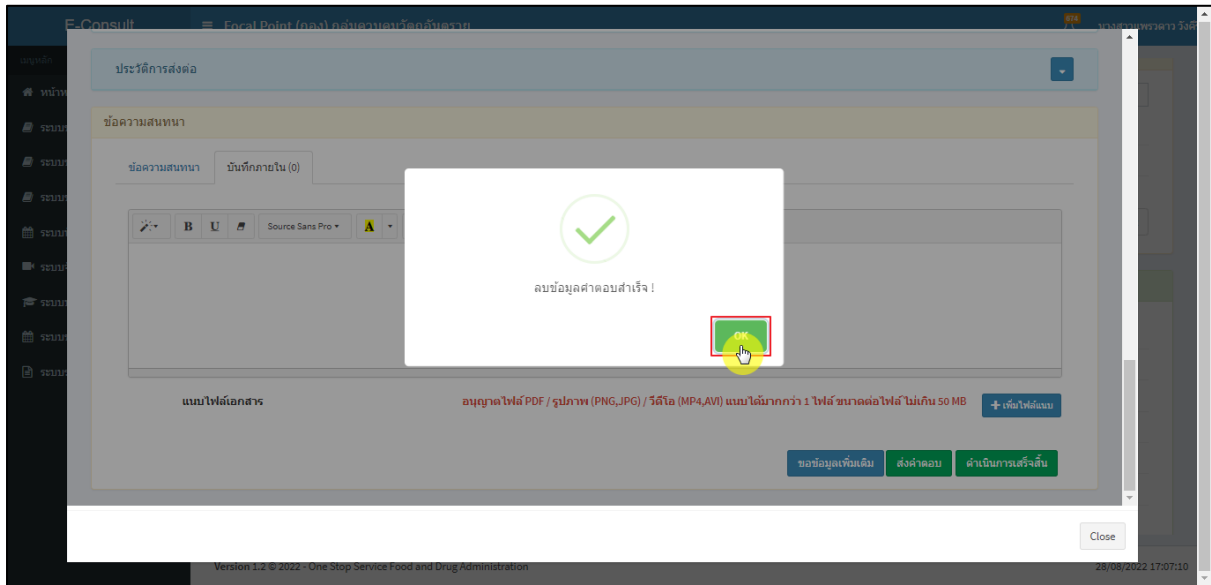 E-Consult
Focal Point (กอง) กลุ่มควบคุมวัตถุอันตราย
674
เมนูหลัก
ประวัติการส่งต่อ
ข้อความสนทนา
ข้อความสนทนา บันทึกภายใน (0)
B U Source Sans Pro A
ลบข้อมูลคำตอบสำเร็จ !
OK
แนบไฟล์เอกสาร อนุญาตไฟล์ PDF / รูปภาพ (PNG,JPG) / วีดีโอ (MP4,AVI) แนบได้มากกว่า 1 ไฟล์ ขนาดต่อไฟล์ ไม่เกิน 50 MB + เพิ่มไฟล์แนบ
ขอข้อมูลเพิ่มเติม ส่งคำตอบ ดำเนินการเสร็จสิ้น
Close
Version 1.2 © 2022 - One Stop Service Food and Drug Administration 28/08/2022 17:07:10